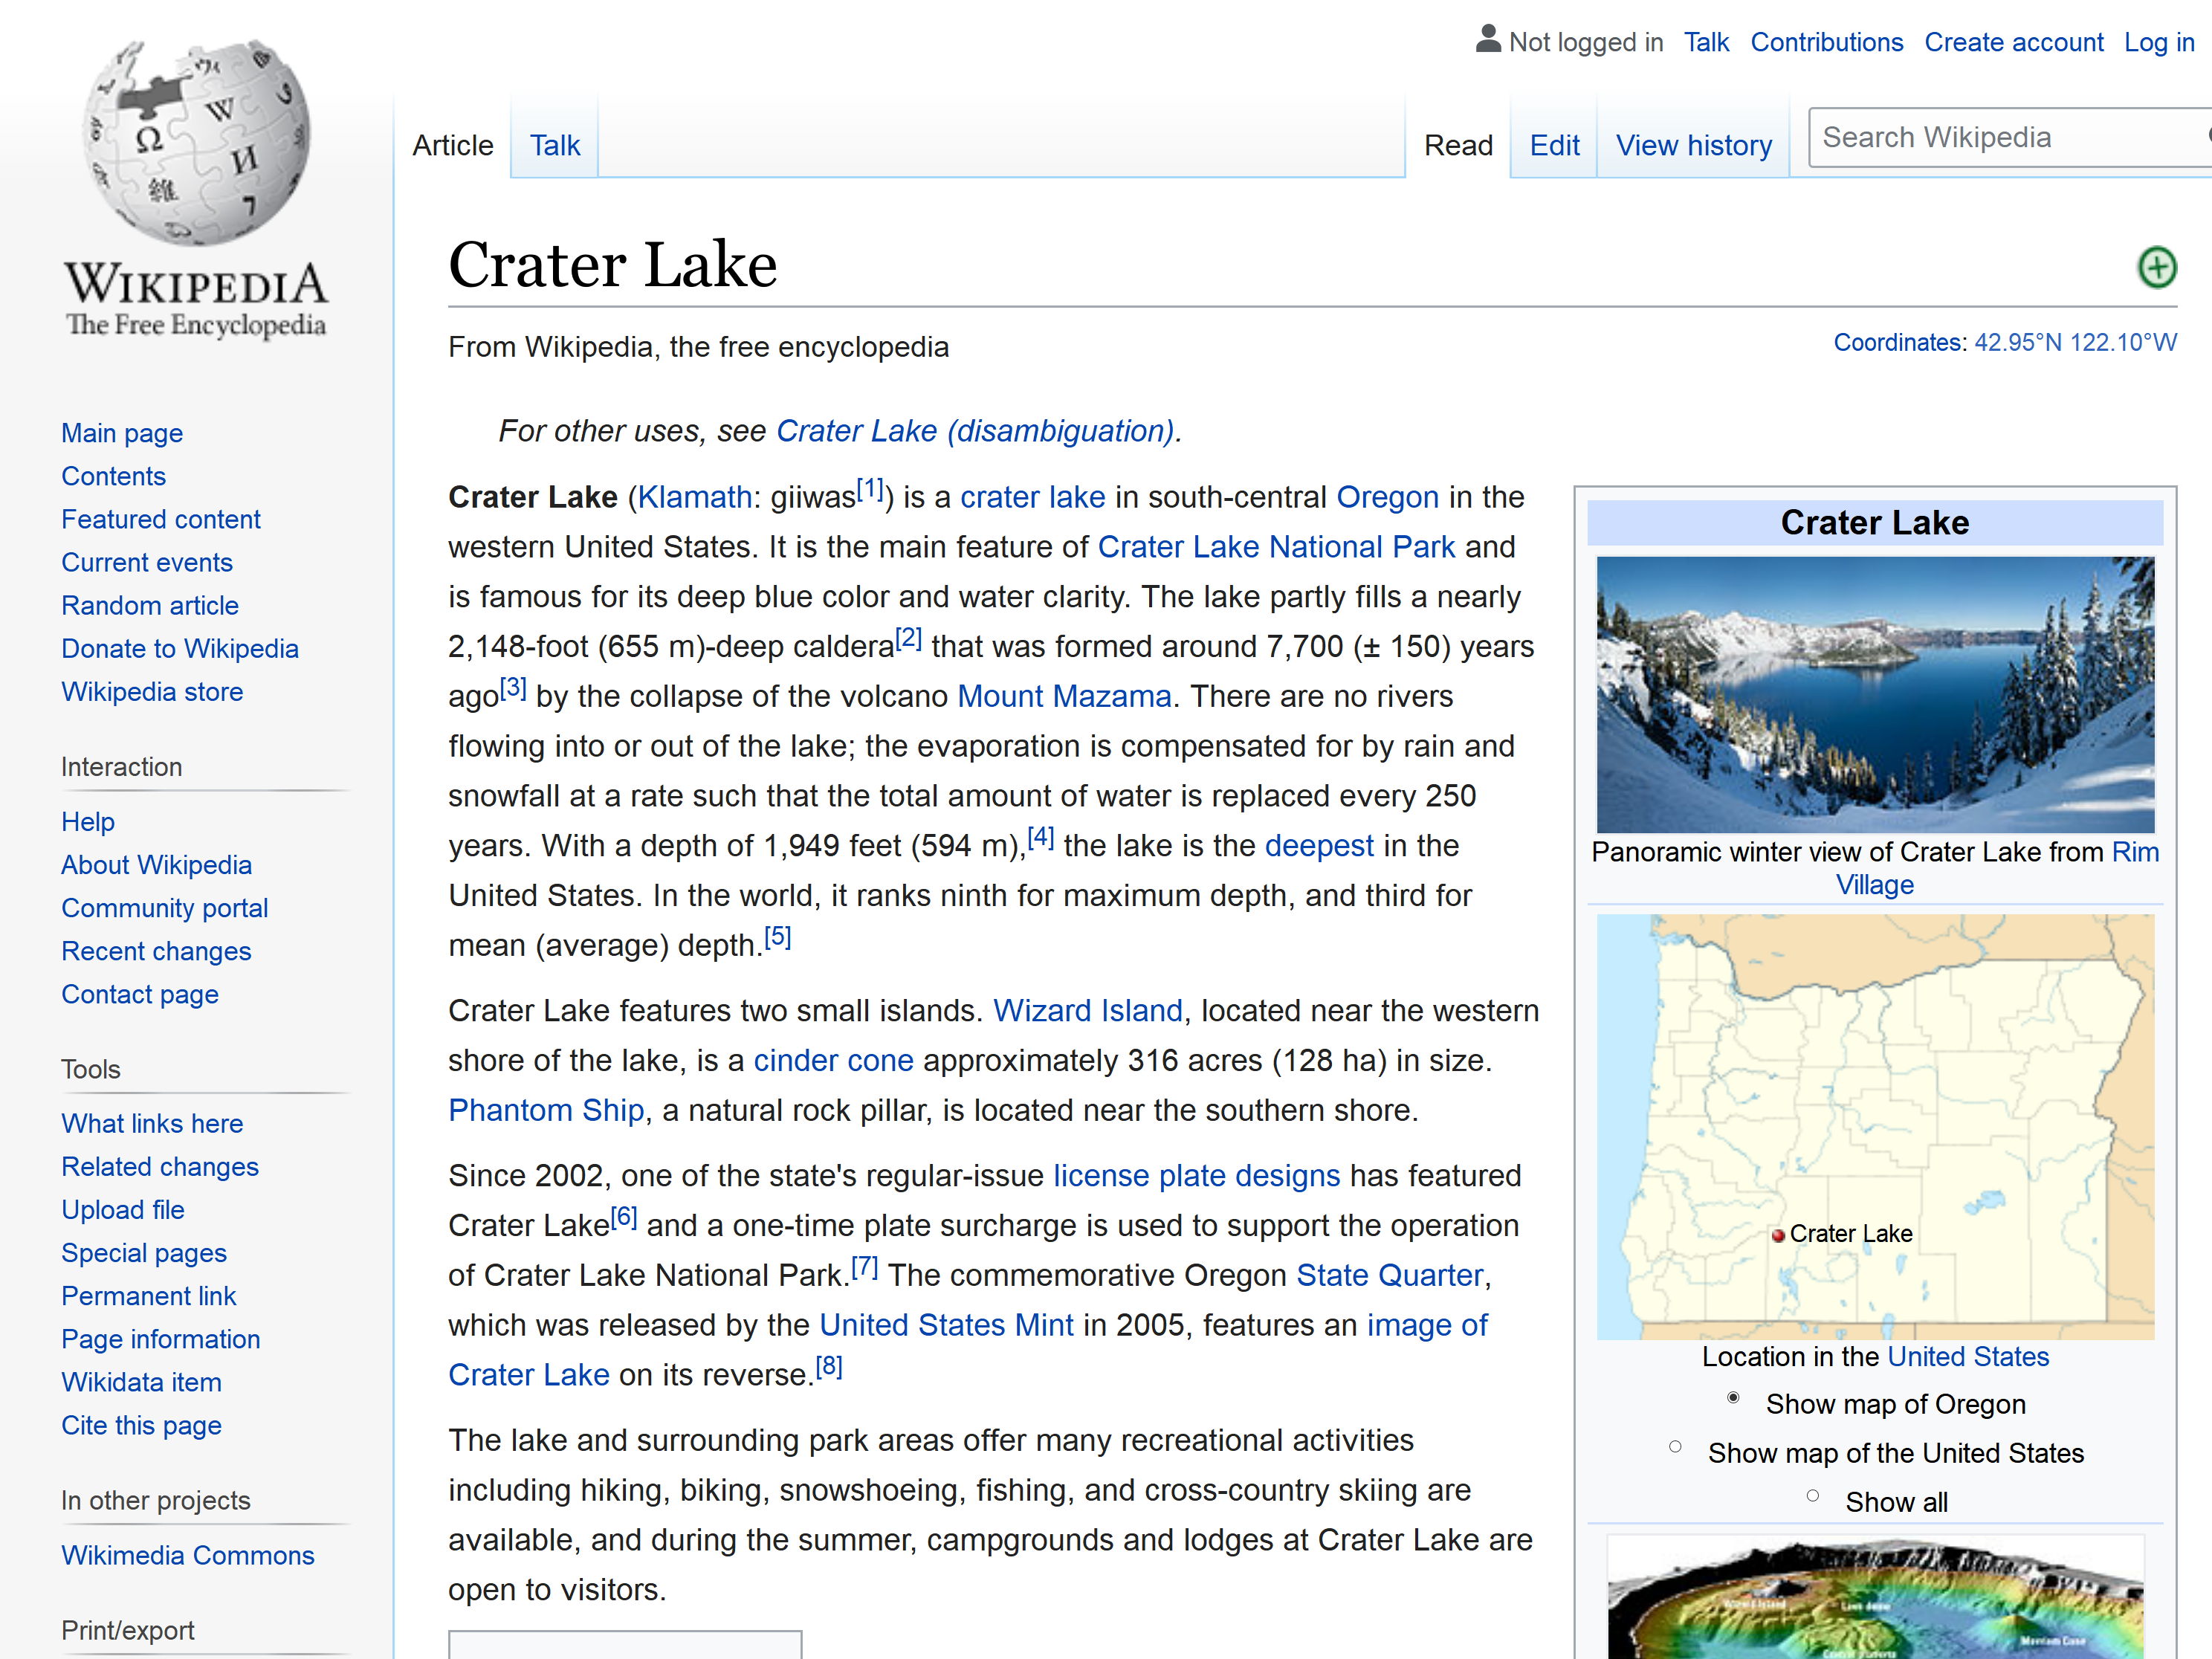 Not logged in Talk Contributions Create account Log in
Article Talk Read Edit View history Search Wikipedia
WIKIPEDIA
The Free Encyclopedia
Main page
Contents
Featured content
Current events
Random article
Donate to Wikipedia
Wikipedia store
Interaction
Help
About Wikipedia
Community portal
Recent changes
Contact page
Tools
What links here
Related changes
Upload file
Special pages
Permanent link
Page information
Wikidata item
Cite this page
In other projects
Wikimedia Commons
Print/export
Crater Lake
From Wikipedia, the free encyclopedia
Coordinates: 42.95°N 122.10°W
For other uses, see Crater Lake (disambiguation).
Crater Lake (Klamath: giiwas[1]) is a crater lake in south-central Oregon in the
western United States. It is the main feature of Crater Lake National Park and
is famous for its deep blue color and water clarity. The lake partly fills a nearly
2,148-foot (655 m)-deep caldera[2] that was formed around 7,700 (± 150) years
ago[3] by the collapse of the volcano Mount Mazama. There are no rivers
flowing into or out of the lake; the evaporation is compensated for by rain and
snowfall at a rate such that the total amount of water is replaced every 250
years. With a depth of 1,949 feet (594 m),[4] the lake is the deepest in the
United States. In the world, it ranks ninth for maximum depth, and third for
mean (average) depth.[5]
Crater Lake features two small islands. Wizard Island, located near the western
shore of the lake, is a cinder cone approximately 316 acres (128 ha) in size.
Phantom Ship, a natural rock pillar, is located near the southern shore.
Since 2002, one of the state's regular-issue license plate designs has featured
Crater Lake[6] and a one-time plate surcharge is used to support the operation
of Crater Lake National Park.[7] The commemorative Oregon State Quarter,
which was released by the United States Mint in 2005, features an image of
Crater Lake on its reverse.[8]
The lake and surrounding park areas offer many recreational activities
including hiking, biking, snowshoeing, fishing, and cross-country skiing are
available, and during the summer, campgrounds and lodges at Crater Lake are
open to visitors.
Crater Lake
Panoramic winter view of Crater Lake from Rim
Village
Crater Lake
Location in the United States
Show map of Oregon
Show map of the United States
Show all
Wizard Island
Lava dome
Merriam Cone